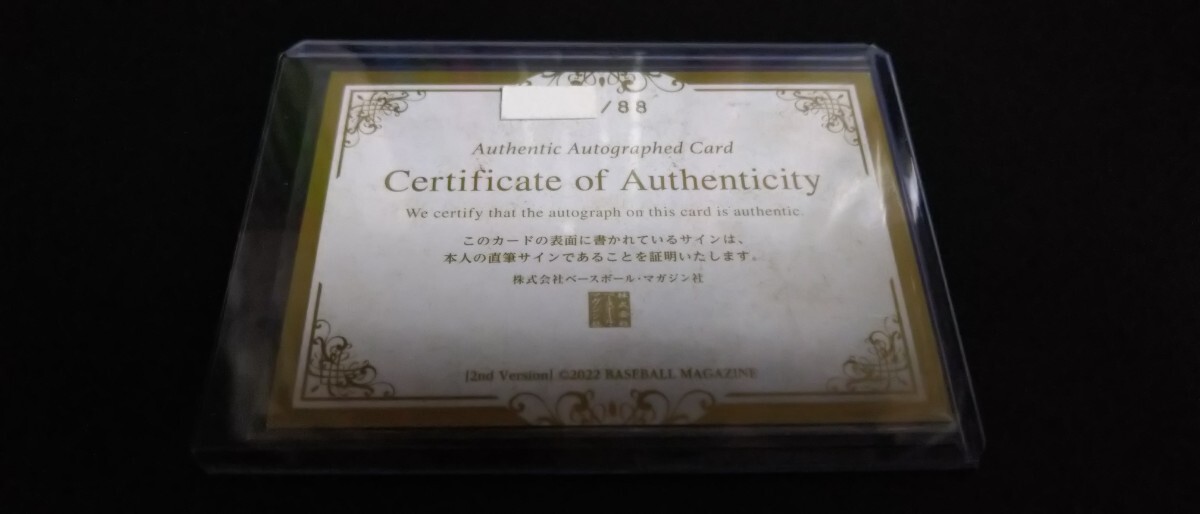 /88
Authentic Autographed Card
Certificate of Authenticity
We certify that the autograph on this card is authentic.
このカードの表面に書かれているサインは、
本人の直筆サインであることを証明いたします。
株式会社ベースボール・マガジン社
[2nd Version] ©2022 BASEBALL MAGAZINE